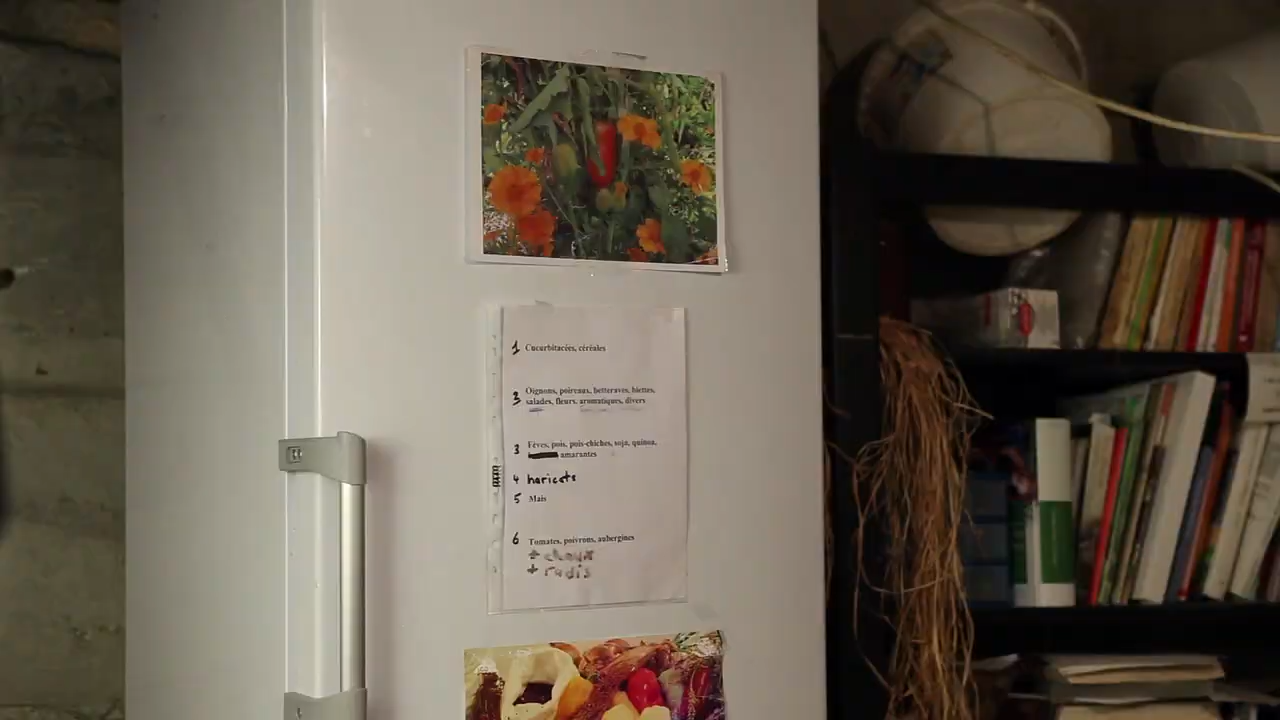 1 Cucurbitacées, céréales
3 Oignons, poireaux, betteraves, blettes,
salades, fleurs. aromatiques, divers
3 Fèves, pois, pois-chiches, soja, quinoa,
amarantes
4 haricots
5 Maïs
6 Tomates, poivrons, aubergines
+ choux
+ radis